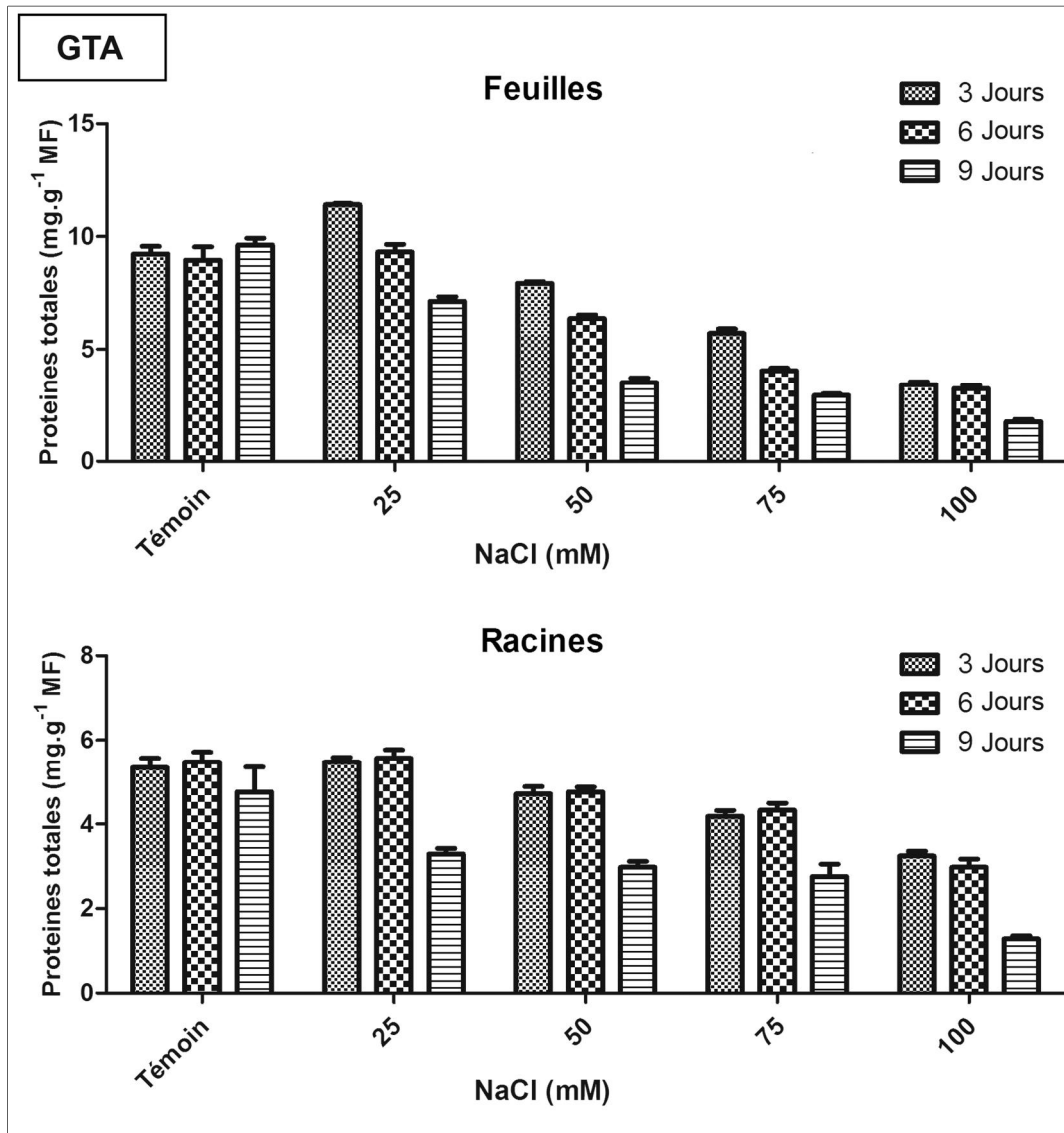 GTA
Feuilles
3 Jours
6 Jours
9 Jours
Proteines totales (mg.g⁻¹ MF)
15
10
5
0
Témoin 25 50 75 100
NaCl (mM)
Racines
3 Jours
6 Jours
9 Jours
Proteines totales (mg.g⁻¹ MF)
8
6
4
2
0
Témoin 25 50 75 100
NaCl (mM)